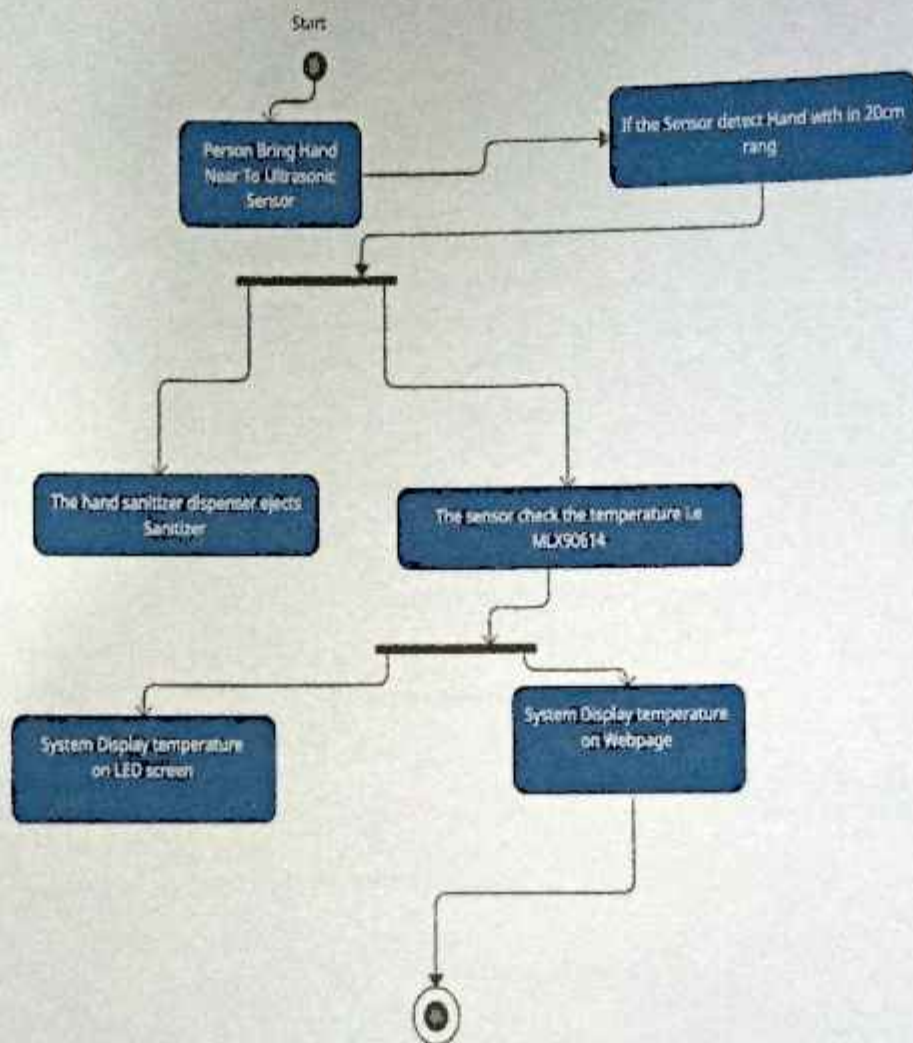 Start
Person Bring Hand
Near To Ultrasonic
Sensor
If the Sensor detect Hand with in 20cm
rang
The hand sanitizer dispenser ejects
Sanitizer
The sensor check the temperature i.e
MLX90614
System Display temperature
on LED screen
System Display temperature
on Webpage